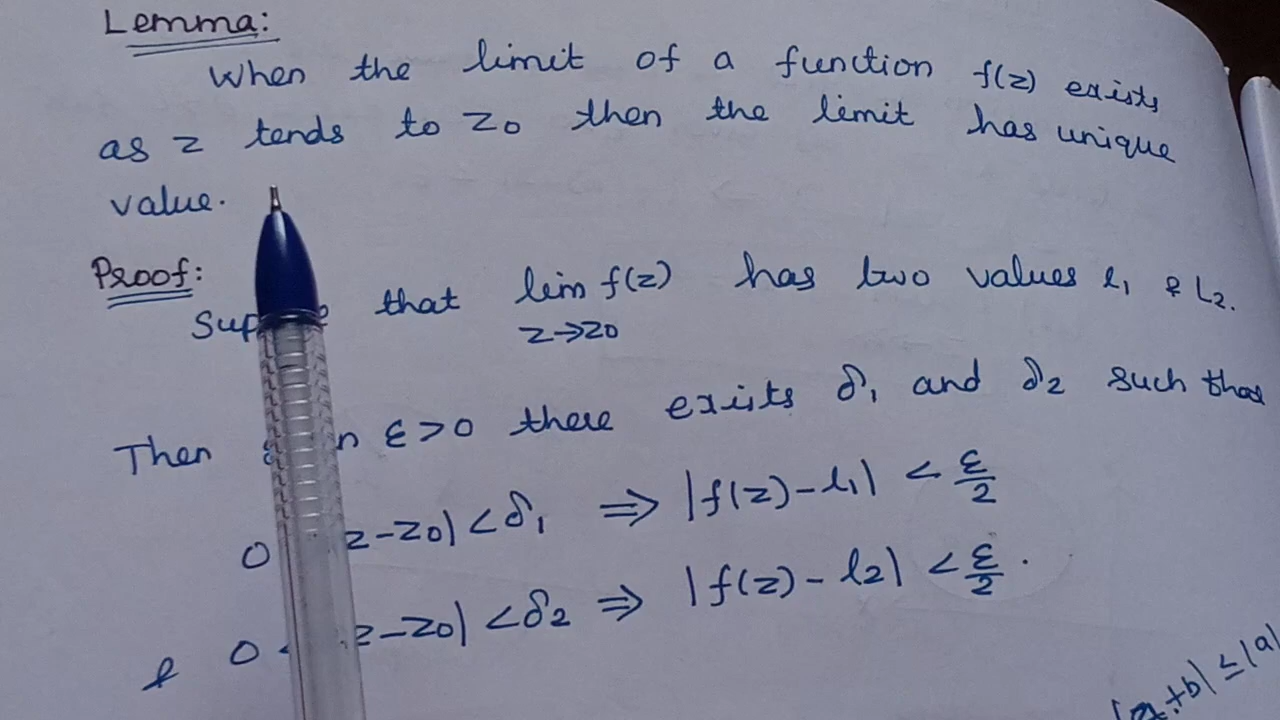 Lemma:
When the limit of a function f(z) exists
as z tends to z0 then the limit has unique
value.
Proof:
that lim f(z) has two values l1 & L2.
z→z0
Then ε>0 there exists δ1 and δ2 such that
0 z-z0|<δ1 ⇒ |f(z)-l1| < ε/2
& 0 < z-z0| <δ2 ⇒ |f(z)- l2| < ε/2.
+b| ≤ |a|